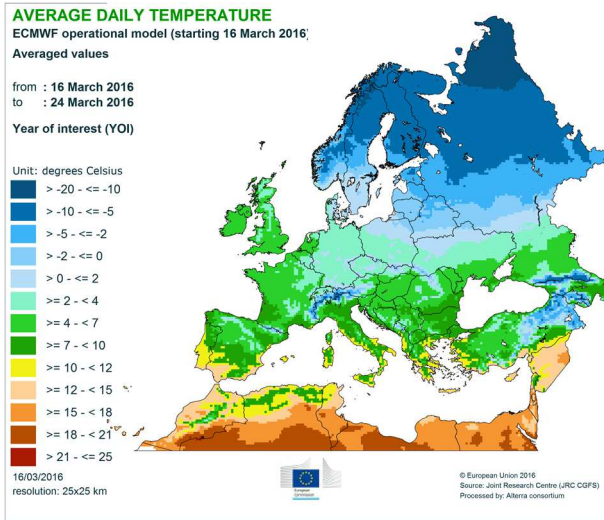 AVERAGE DAILY TEMPERATURE
ECMWF operational model (starting 16 March 2016)
Averaged values
from : 16 March 2016
to : 24 March 2016
Year of interest (YOI)
Unit: degrees Celsius
> -20 - <= -10
> -10 - <= -5
> -5 - <= -2
> -2 - <= 0
> 0 - <= 2
>= 2 - < 4
>= 4 - < 7
>= 7 - < 10
>= 10 - < 12
>= 12 - < 15
>= 15 - < 18
>= 18 - < 21
> 21 - <= 25
16/03/2016
resolution: 25x25 km
European
Commission
© European Union 2016
Source: Joint Research Centre (JRC CGFS)
Processed by: Alterra consortium